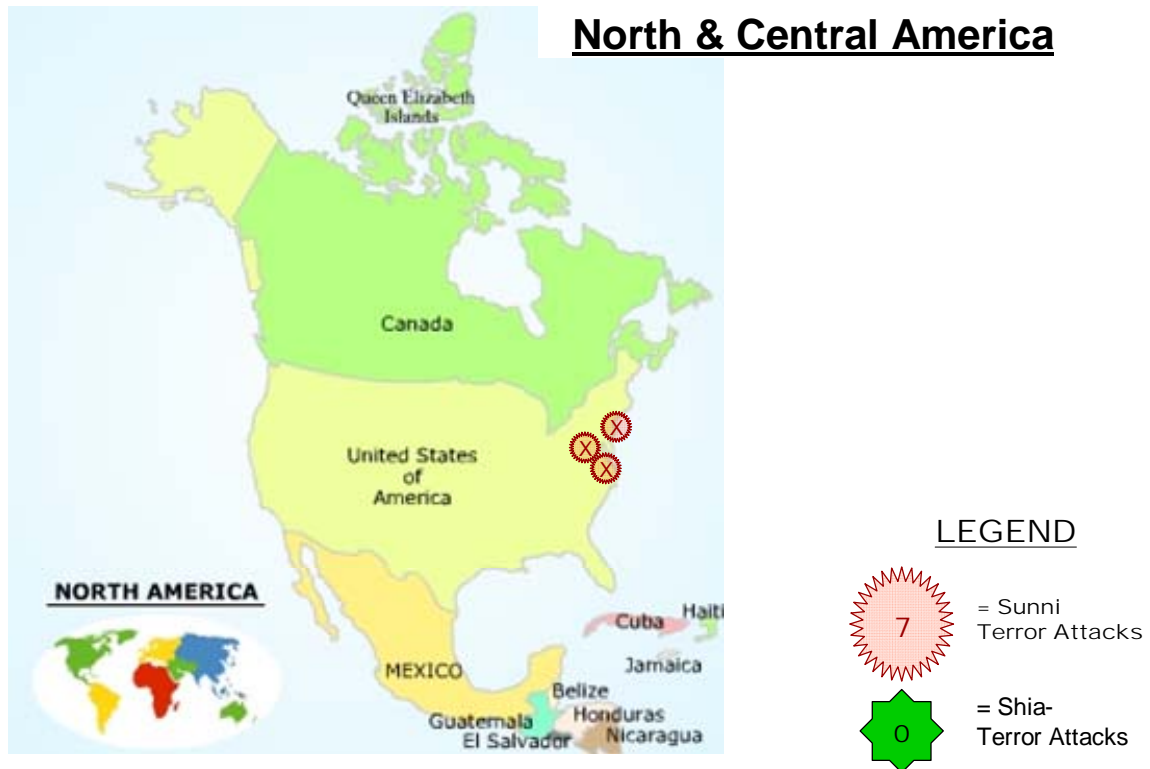 North & Central America
Queen Elizabeth
Islands
Canada
X
X
X
United States
of
America
NORTH AMERICA
MEXICO
Cuba
Haiti
Jamaica
Belize
Guatemala
Honduras
El Salvador
Nicaragua
LEGEND
7
= Sunni
Terror Attacks
0
= Shia-
Terror Attacks